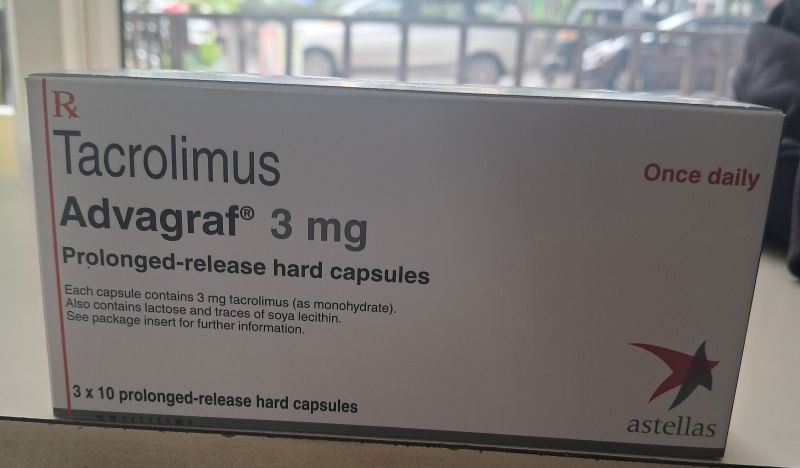 Rx
Tacrolimus
Once daily
Advagraf® 3 mg
Prolonged-release hard capsules
Each capsule contains 3 mg tacrolimus (as monohydrate).
Also contains lactose and traces of soya lecithin.
See package insert for further information.
3 x 10 prolonged-release hard capsules
astellas